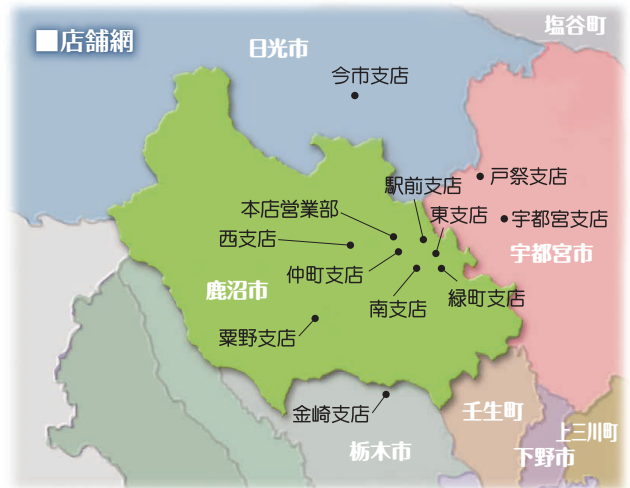 ■店舗網
塩谷町
日光市
今市支店
戸祭支店
駅前支店
本店営業部
東支店
宇都宮支店
西支店
宇都宮市
仲町支店
鹿沼市
緑町支店
南支店
粟野支店
金崎支店
壬生町
上三川町
栃木市
下野市